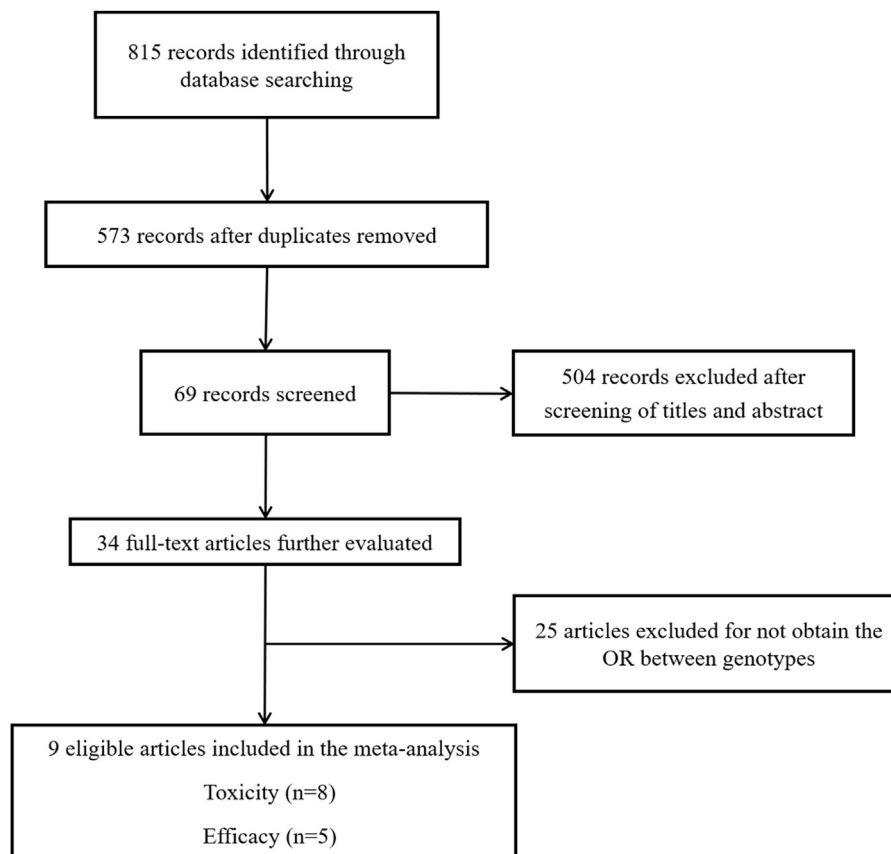 815 records identified through
database searching
573 records after duplicates removed
69 records screened
504 records excluded after
screening of titles and abstract
34 full-text articles further evaluated
25 articles excluded for not obtain the
OR between genotypes
9 eligible articles included in the meta-analysis
Toxicity (n=8)
Efficacy (n=5)